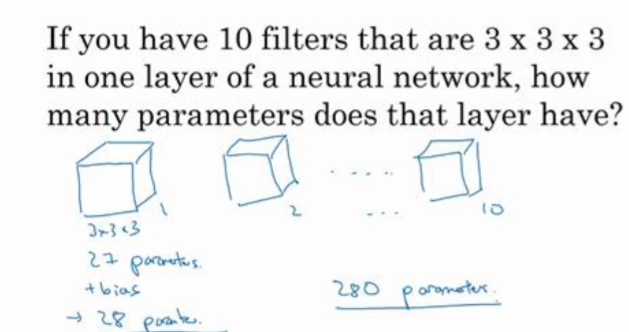 If you have 10 filters that are 3 x 3 x 3
in one layer of a neural network, how
many parameters does that layer have?
1 2 ..... ... 10
3x3x3
27 parameters.
+ bias
→ 28 
280 parameters.